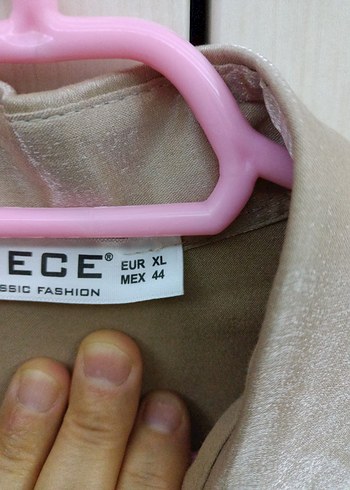 ECE®
SSIC FASHION
EUR XL
MEX 44